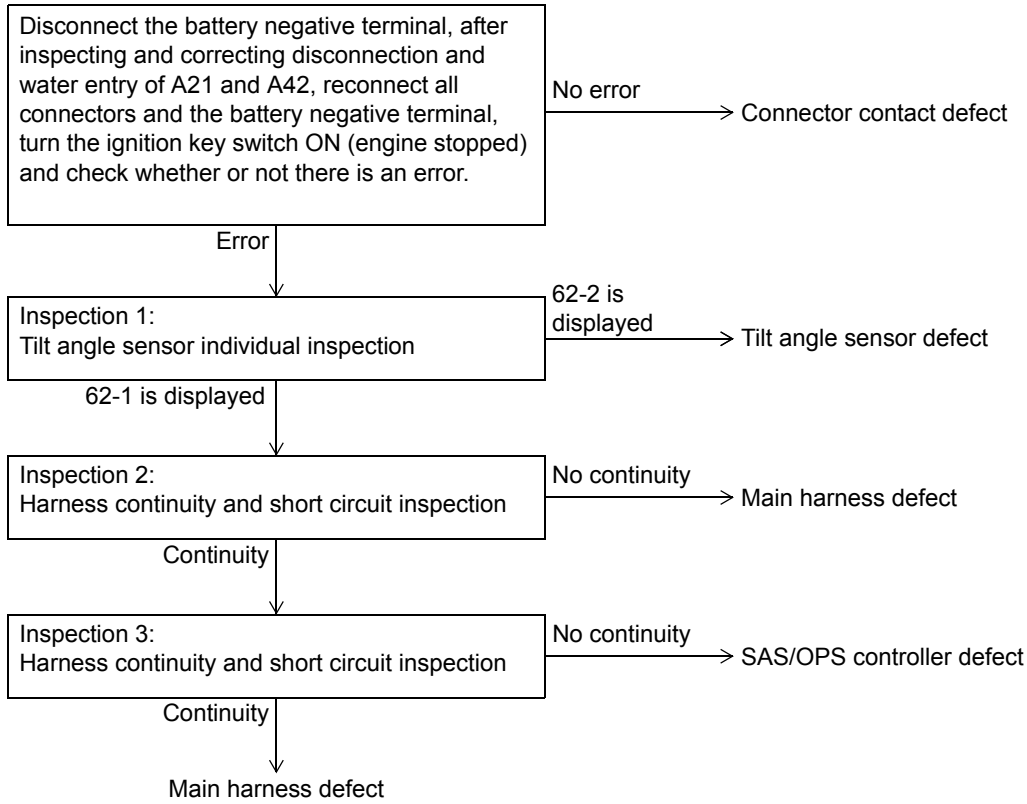 Disconnect the battery negative terminal, after
inspecting and correcting disconnection and
water entry of A21 and A42, reconnect all
connectors and the battery negative terminal,
turn the ignition key switch ON (engine stopped)
and check whether or not there is an error.
No error
Connector contact defect
Error
Inspection 1:
Tilt angle sensor individual inspection
62-2 is
displayed
Tilt angle sensor defect
62-1 is displayed
Inspection 2:
Harness continuity and short circuit inspection
No continuity
Main harness defect
Continuity
Inspection 3:
Harness continuity and short circuit inspection
No continuity
SAS/OPS controller defect
Continuity
Main harness defect